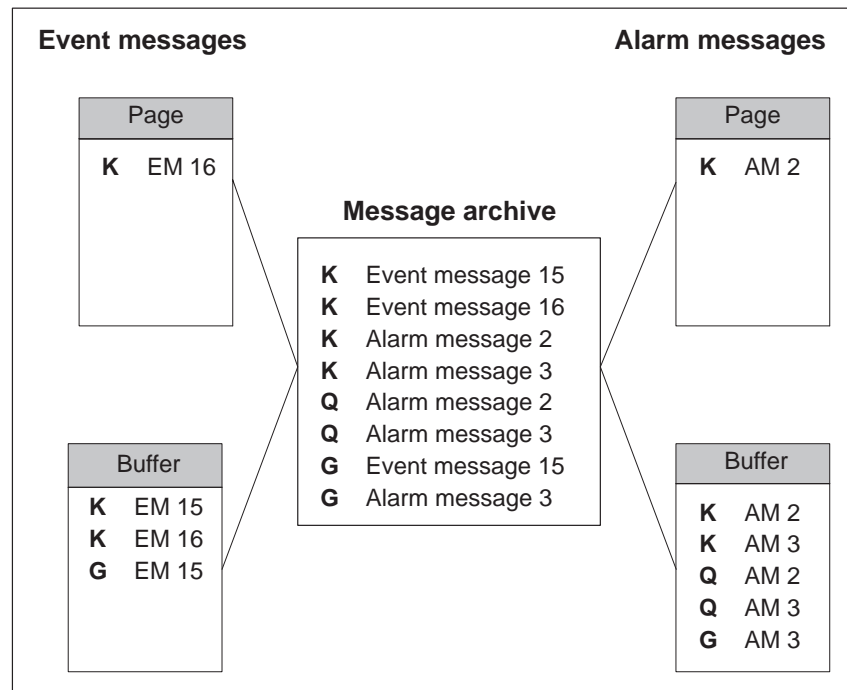 Event messages
Alarm messages
Page
K EM 16
Page
K AM 2
Message archive
K Event message 15
K Event message 16
K Alarm message 2
K Alarm message 3
Q Alarm message 2
Q Alarm message 3
G Event message 15
G Alarm message 3
Buffer
K EM 15
K EM 16
G EM 15
Buffer
K AM 2
K AM 3
Q AM 2
Q AM 3
G AM 3